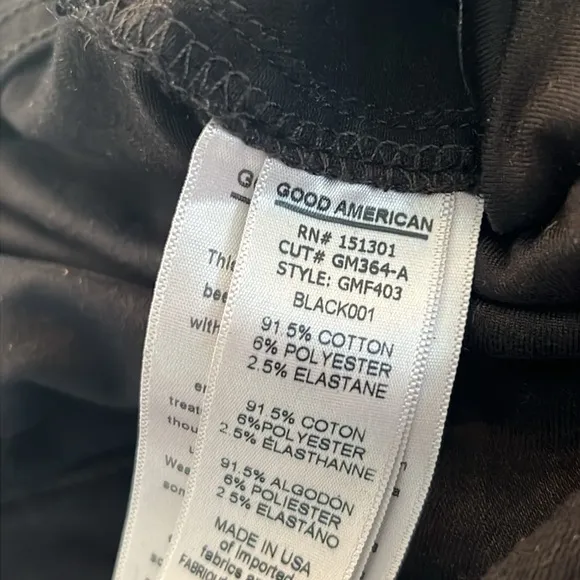 GOOD AMERICAN
RN# 151301
CUT# GM364-A
STYLE: GMF403
BLACK001
91.5% COTTON
6% POLYESTER
2.5% ELASTANE
91.5% COTON
6%POLYESTER
2.5% ÉLASTHANNE
91.5% ALGODÓN
6% POLIESTER
2.5% ELASTANO
MADE IN USA
of imported
fabrics